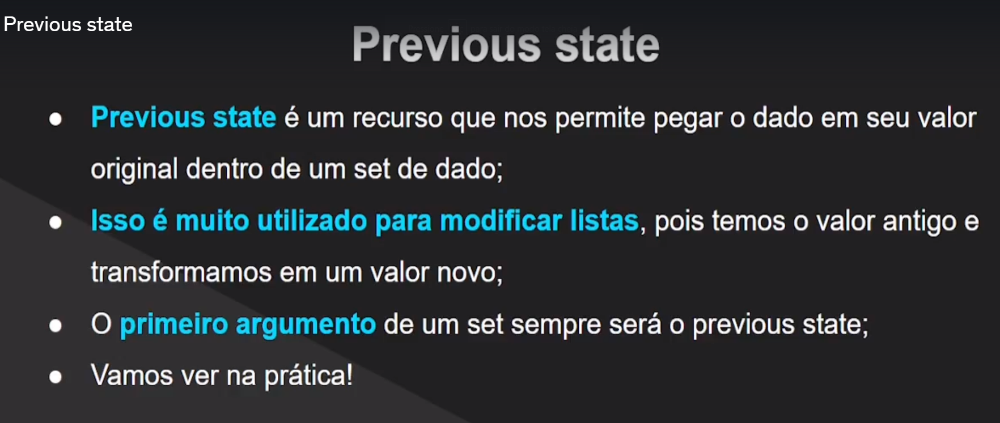 Previous state
Previous state
● Previous state é um recurso que nos permite pegar o dado em seu valor
original dentro de um set de dado;
● Isso é muito utilizado para modificar listas, pois temos o valor antigo e
transformamos em um valor novo;
● O primeiro argumento de um set sempre será o previous state;
● Vamos ver na prática!